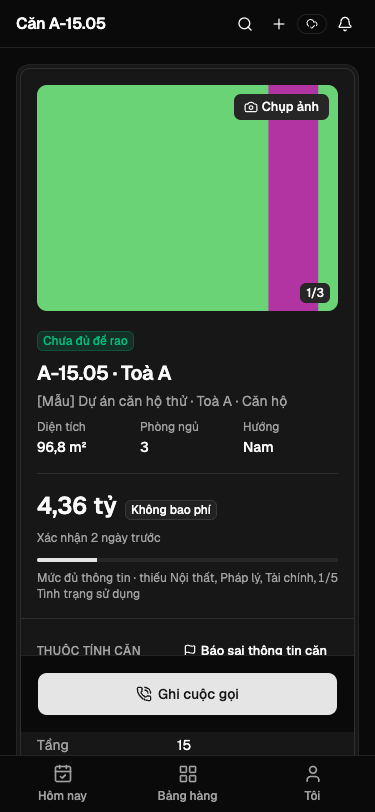 Căn A-15.05
Chụp ảnh
1/3
Chưa đủ để rao
A-15.05 · Toà A
[Mẫu] Dự án căn hộ thử · Toà A · Căn hộ
Diện tích Phòng ngủ Hướng
96,8 m² 3 Nam
4,36 tỷ Không bao phí
Xác nhận 2 ngày trước
Mức đủ thông tin · thiếu Nội thất, Pháp lý, Tài chính, 1/5
Tình trạng sử dụng
THUỘC TÍNH CĂN Báo sai thông tin căn
Ghi cuộc gọi
Tầng 15
Hôm nay Bảng hàng Tôi